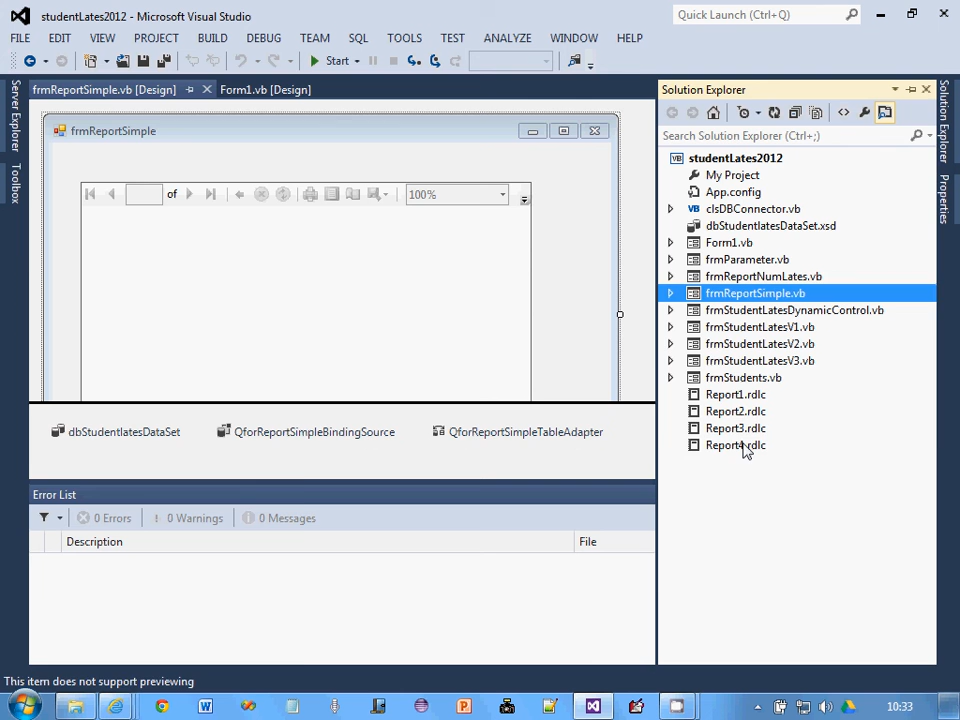 studentLates2012 - Microsoft Visual Studio
Quick Launch (Ctrl+Q)
FILE EDIT VIEW PROJECT BUILD DEBUG TEAM SQL TOOLS TEST ANALYZE WINDOW HELP
Start
Server Explorer
Toolbox
frmReportSimple.vb [Design]
Form1.vb [Design]
frmReportSimple
of
100%
dbStudentlatesDataSet
QforReportSimpleBindingSource
QforReportSimpleTableAdapter
Error List
0 Errors
0 Warnings
0 Messages
Description
File
Solution Explorer
Search Solution Explorer (Ctrl+;)
studentLates2012
My Project
App.config
clsDBConnector.vb
dbStudentlatesDataSet.xsd
Form1.vb
frmParameter.vb
frmReportNumLates.vb
frmReportSimple.vb
frmStudentLatesDynamicControl.vb
frmStudentLatesV1.vb
frmStudentLatesV2.vb
frmStudentLatesV3.vb
frmStudents.vb
Report1.rdlc
Report2.rdlc
Report3.rdlc
Report4.rdlc
Solution Explorer
Properties
This item does not support previewing
10:33